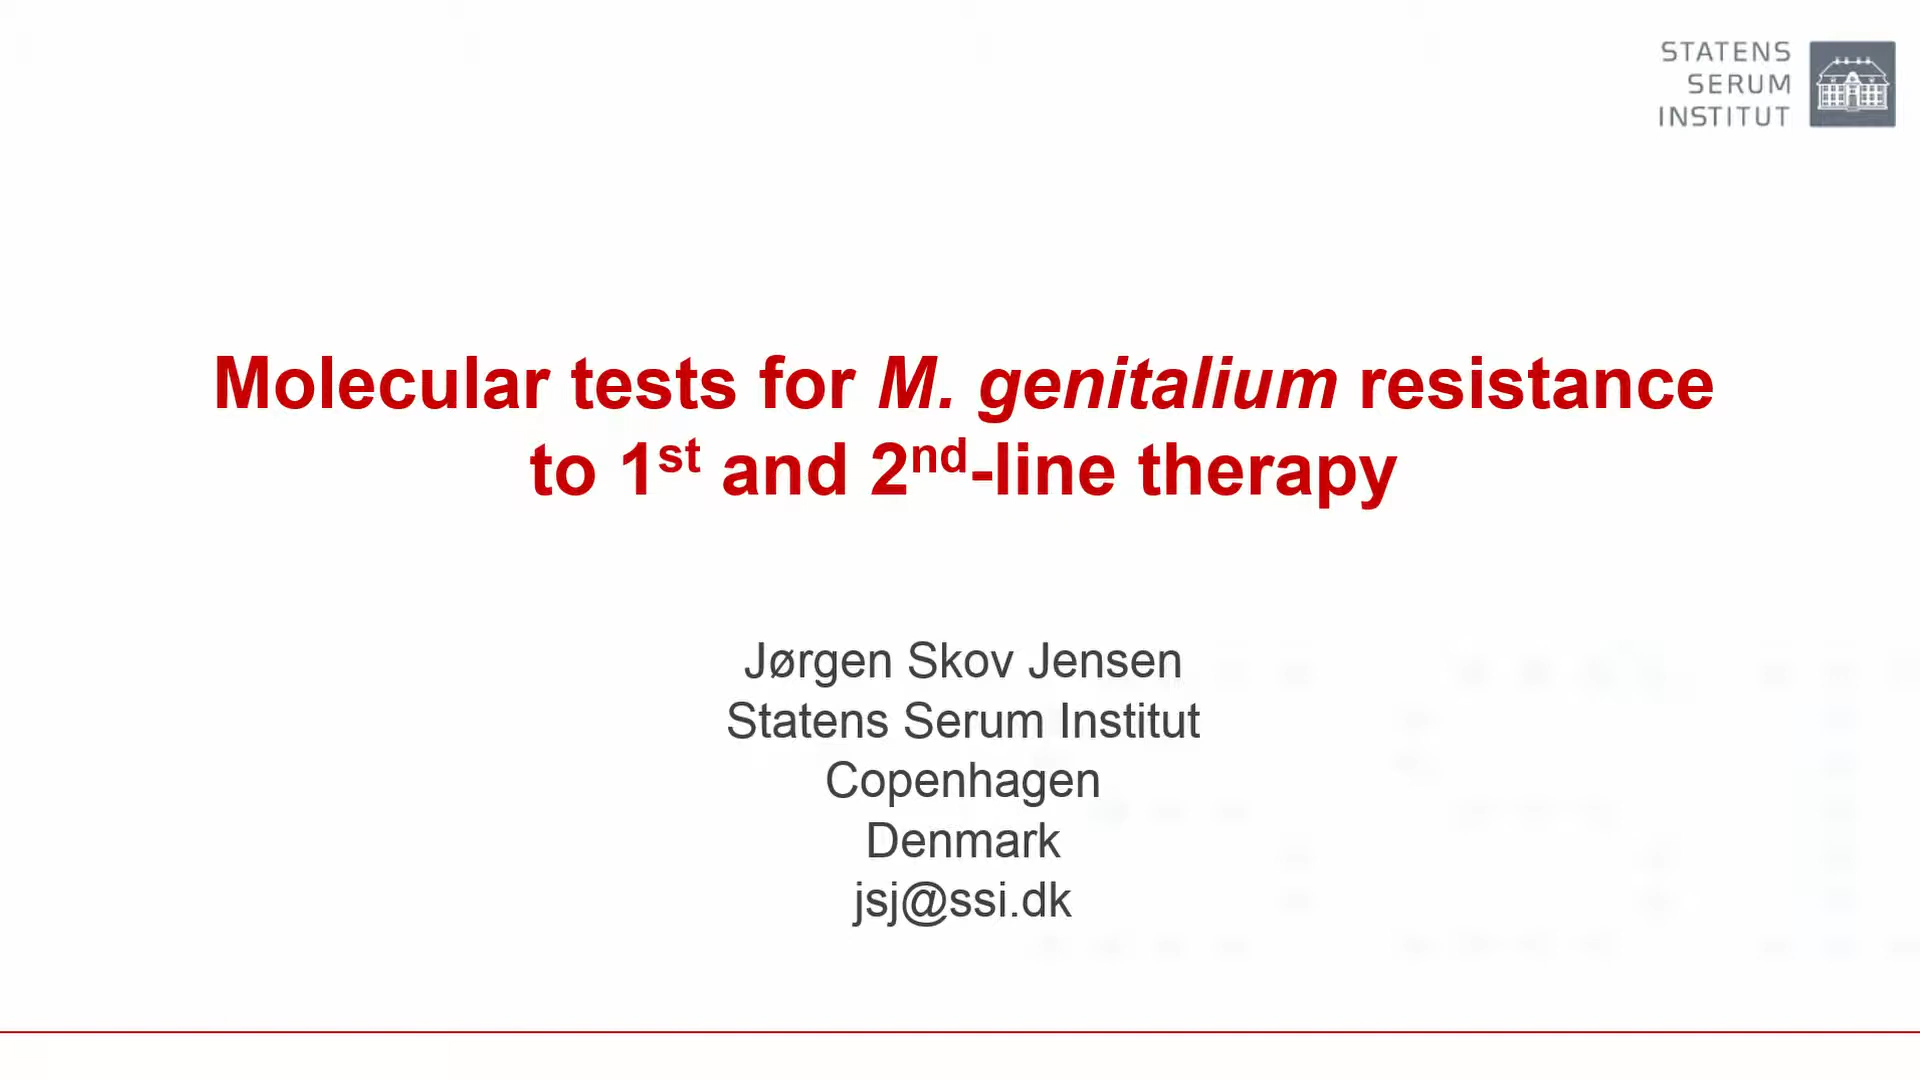 STATENS
SERUM
INSTITUT
Molecular tests for M. genitalium resistance
to 1st and 2nd-line therapy
Jørgen Skov Jensen
Statens Serum Institut
Copenhagen
Denmark
jsj@ssi.dk